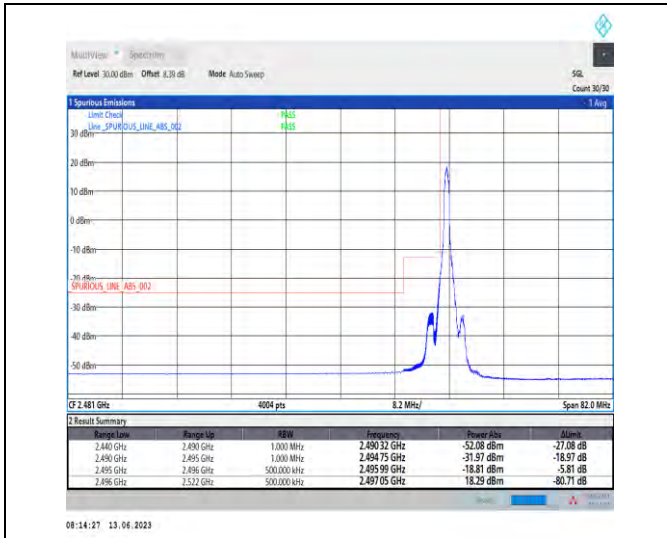 MultiView Spectrum
Ref Level 30.00 dBm Offset 8.39 dB Mode Auto Sweep SGL
Count 30/30
1 Spurious Emissions 1 Avg
Limit Check PASS
Line _SPURIOUS_LINE_ABS_002 PASS
30 dBm
20 dBm
10 dBm
0 dBm
-10 dBm
-20 dBm
SPURIOUS_LINE_ABS_002
-30 dBm
-40 dBm
-50 dBm
CF 2.481 GHz 4004 pts 8.2 MHz/ Span 82.0 MHz
2 Result Summary
Range Low Range Up RBW Frequency Power Abs ΔLimit
2.440 GHz 2.490 GHz 1.000 MHz 2.490 32 GHz -52.08 dBm -27.08 dB
2.490 GHz 2.495 GHz 1.000 MHz 2.494 75 GHz -31.97 dBm -18.97 dB
2.495 GHz 2.496 GHz 500.000 kHz 2.495 99 GHz -18.81 dBm -5.81 dB
2.496 GHz 2.522 GHz 500.000 kHz 2.497 05 GHz 18.29 dBm -80.71 dB
08:14:27 13.06.2023